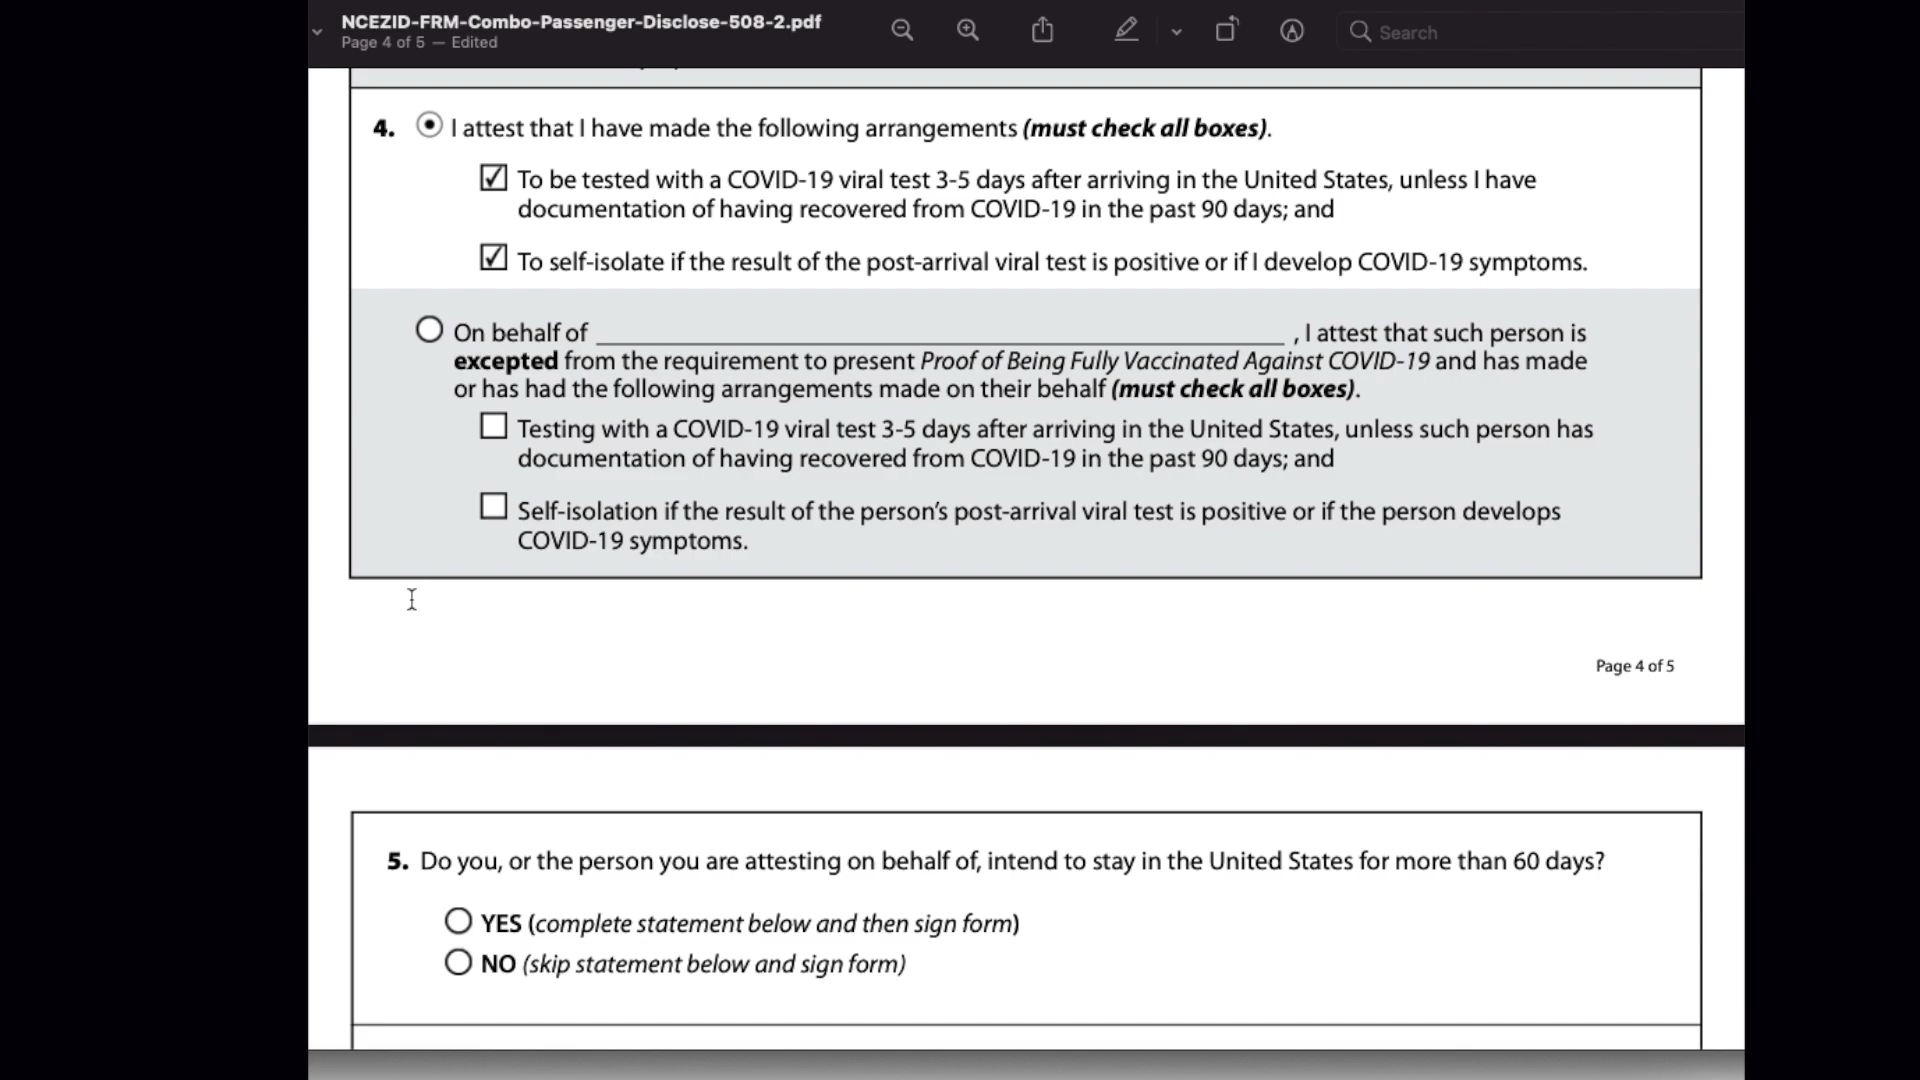 NCEZID-FRM-Combo-Passenger-Disclose-508-2.pdf
Page 4 of 5 — Edited
Search
4. I attest that I have made the following arrangements (must check all boxes).
To be tested with a COVID-19 viral test 3-5 days after arriving in the United States, unless I have
documentation of having recovered from COVID-19 in the past 90 days; and
To self-isolate if the result of the post-arrival viral test is positive or if I develop COVID-19 symptoms.
On behalf of ______________________________ , I attest that such person is
excepted from the requirement to present Proof of Being Fully Vaccinated Against COVID-19 and has made
or has had the following arrangements made on their behalf (must check all boxes).
Testing with a COVID-19 viral test 3-5 days after arriving in the United States, unless such person has
documentation of having recovered from COVID-19 in the past 90 days; and
Self-isolation if the result of the person's post-arrival viral test is positive or if the person develops
COVID-19 symptoms.
Page 4 of 5
5. Do you, or the person you are attesting on behalf of, intend to stay in the United States for more than 60 days?
YES (complete statement below and then sign form)
NO (skip statement below and sign form)